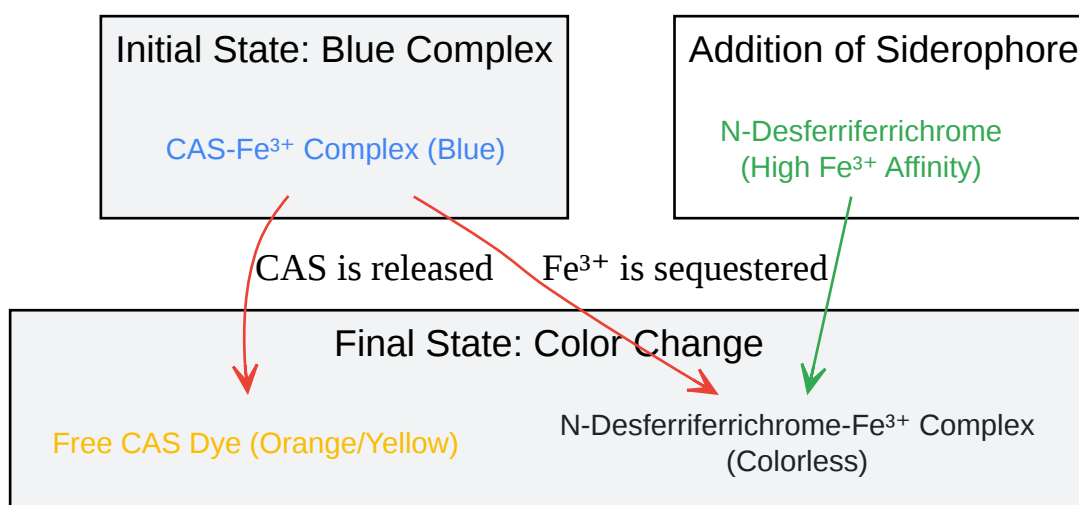 Initial State: Blue Complex
CAS-Fe³⁺ Complex (Blue)
Addition of Siderophore
N-Desferriferrichrome
(High Fe³⁺ Affinity)
CAS is released
Fe³⁺ is sequestered
Final State: Color Change
Free CAS Dye (Orange/Yellow)
N-Desferriferrichrome-Fe³⁺ Complex
(Colorless)